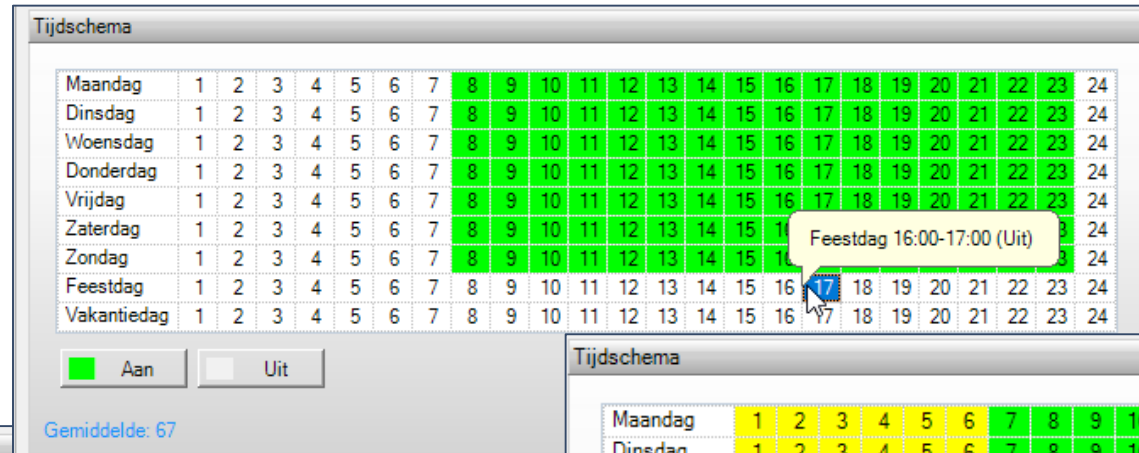 Tijdschema
Maandag 1 2 3 4 5 6 7 8 9 10 11 12 13 14 15 16 17 18 19 20 21 22 23 24
Dinsdag 1 2 3 4 5 6 7 8 9 10 11 12 13 14 15 16 17 18 19 20 21 22 23 24
Woensdag 1 2 3 4 5 6 7 8 9 10 11 12 13 14 15 16 17 18 19 20 21 22 23 24
Donderdag 1 2 3 4 5 6 7 8 9 10 11 12 13 14 15 16 17 18 19 20 21 22 23 24
Vrijdag 1 2 3 4 5 6 7 8 9 10 11 12 13 14 15 16 17 18 19 20 21 22 23 24
Zaterdag 1 2 3 4 5 6 7 8 9 10 11 12 13 14 15 24
Feestdag 16:00-17:00 (Uit)
Zondag 1 2 3 4 5 6 7 8 9 10 11 12 13 14 15 24
Feestdag 1 2 3 4 5 6 7 8 9 10 11 12 13 14 15 16 17 18 19 20 21 22 23 24
Vakantiedag 1 2 3 4 5 6 7 8 9 10 11 12 13 14 15 16 17 18 19 20 21 22 23 24
Aan Uit
Gemiddelde: 67
Tijdschema
Maandag 1 2 3 4 5 6 7 8 9
Dinsdag 1 2 3 4 5 6 7 8 9